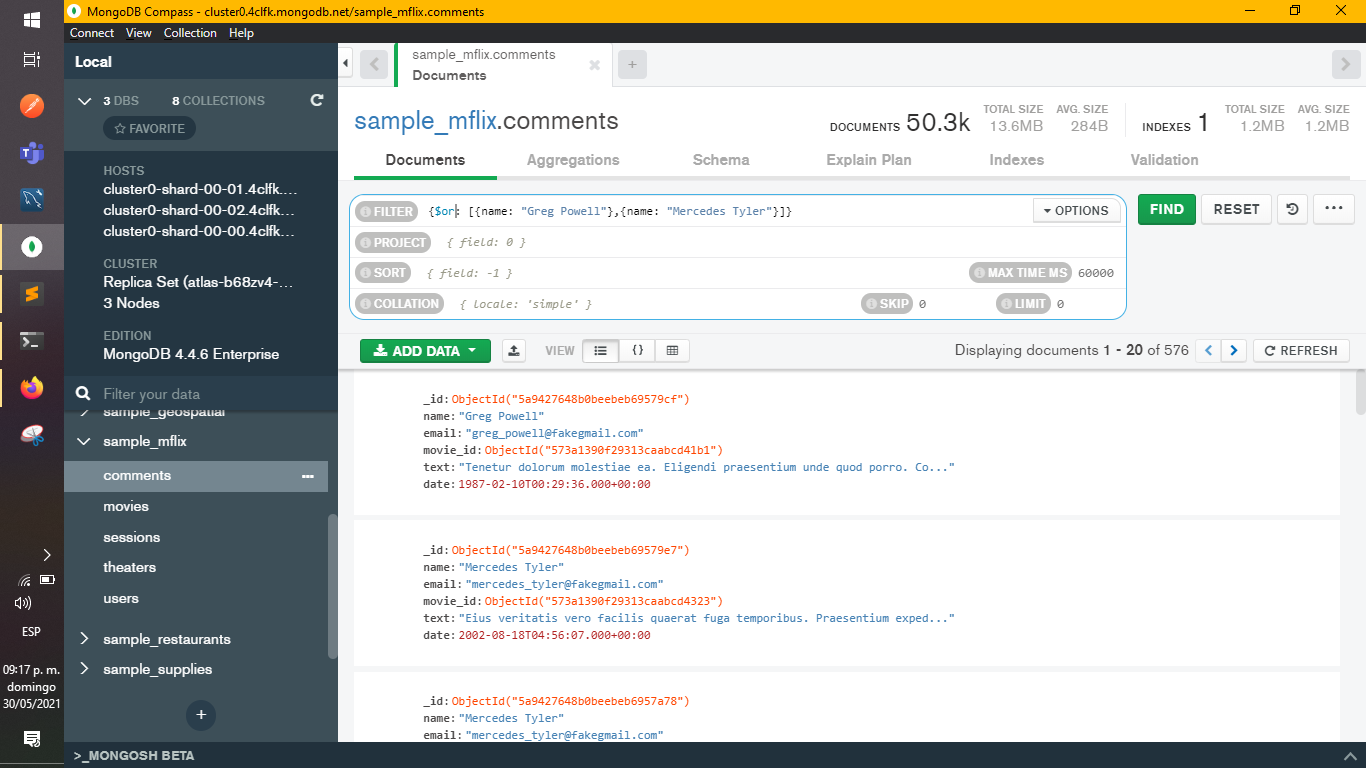 MongoDB Compass - cluster0.4clfk.mongodb.net/sample_mflix.comments
Connect View Collection Help
Local
3 DBS 8 COLLECTIONS
FAVORITE
HOSTS
cluster0-shard-00-01.4clfk....
cluster0-shard-00-02.4clfk...
cluster0-shard-00-00.4clfk...
CLUSTER
Replica Set (atlas-b68zv4-...
3 Nodes
EDITION
MongoDB 4.4.6 Enterprise
Filter your data
sample_geospatial
sample_mflix
comments
movies
sessions
theaters
users
sample_restaurants
sample_supplies
+
>_MONGOSH BETA
ESP
09:17 p. m.
domingo
30/05/2021
sample_mflix.comments
Documents
+
sample_mflix.comments
DOCUMENTS 50.3k TOTAL SIZE 13.6MB AVG. SIZE 284B
INDEXES 1 TOTAL SIZE 1.2MB AVG. SIZE 1.2MB
Documents Aggregations Schema Explain Plan Indexes Validation
FILTER {$or: [{name: "Greg Powell"},{name: "Mercedes Tyler"}]} OPTIONS FIND RESET ...
PROJECT { field: 0 }
SORT { field: -1 } MAX TIME MS 60000
COLLATION { locale: 'simple' } SKIP 0 LIMIT 0
ADD DATA VIEW {} Displaying documents 1 - 20 of 576 REFRESH
_id: ObjectId("5a9427648b0beebeb69579cf")
name: "Greg Powell"
email: "greg_powell@fakegmail.com"
movie_id: ObjectId("573a1390f29313caabcd41b1")
text: "Tenetur dolorum molestiae ea. Eligendi praesentium unde quod porro. Co..."
date: 1987-02-10T00:29:36.000+00:00
_id: ObjectId("5a9427648b0beebeb69579e7")
name: "Mercedes Tyler"
email: "mercedes_tyler@fakegmail.com"
movie_id: ObjectId("573a1390f29313caabcd4323")
text: "Eius veritatis vero facilis quaerat fuga temporibus. Praesentium exped..."
date: 2002-08-18T04:56:07.000+00:00
_id: ObjectId("5a9427648b0beebeb6957a78")
name: "Mercedes Tyler"
email: "mercedes_tyler@fakegmail.com"